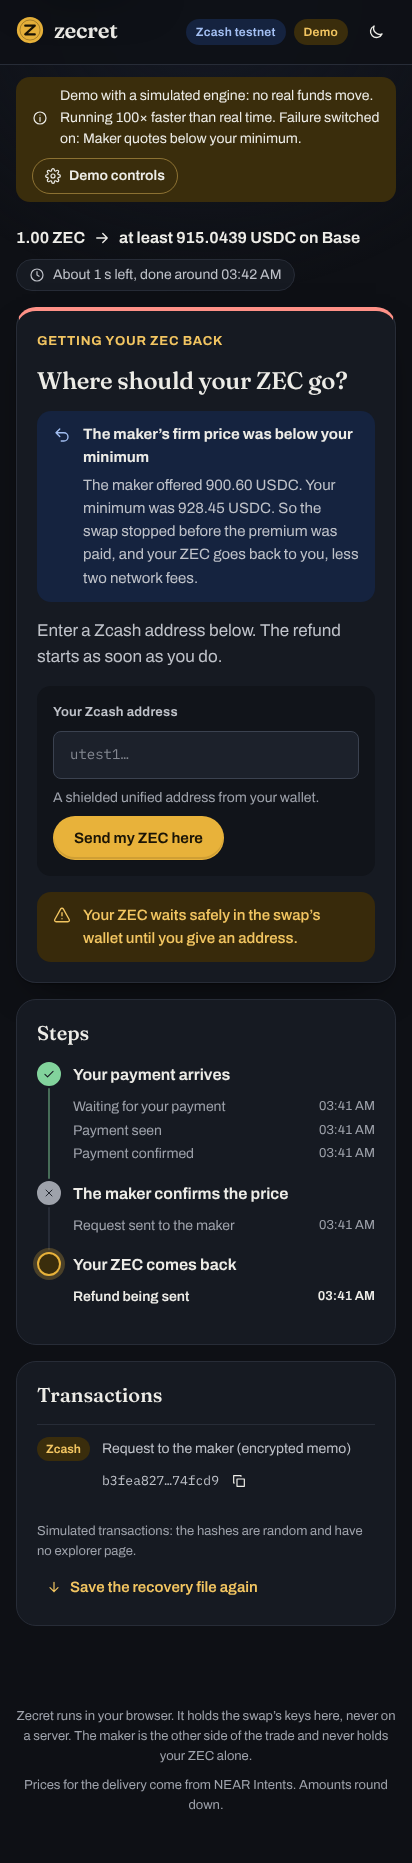 zecret
Zcash testnet
Demo
Demo with a simulated engine: no real funds move.
Running 100× faster than real time. Failure switched
on: Maker quotes below your minimum.
Demo controls
1.00 ZEC → at least 915.0439 USDC on Base
About 1 s left, done around 03:42 AM
GETTING YOUR ZEC BACK
Where should your ZEC go?
The maker’s firm price was below your
minimum
The maker offered 900.60 USDC. Your
minimum was 928.45 USDC. So the
swap stopped before the premium was
paid, and your ZEC goes back to you, less
two network fees.
Enter a Zcash address below. The refund
starts as soon as you do.
Your Zcash address
utest1…
A shielded unified address from your wallet.
Send my ZEC here
Your ZEC waits safely in the swap’s
wallet until you give an address.
Steps
Your payment arrives
Waiting for your payment 03:41 AM
Payment seen 03:41 AM
Payment confirmed 03:41 AM
The maker confirms the price
Request sent to the maker 03:41 AM
Your ZEC comes back
Refund being sent 03:41 AM
Transactions
Zcash Request to the maker (encrypted memo)
b3fea827…74fcd9
Simulated transactions: the hashes are random and have
no explorer page.
Save the recovery file again
Zecret runs in your browser. It holds the swap’s keys here, never on
a server. The maker is the other side of the trade and never holds
your ZEC alone.
Prices for the delivery come from NEAR Intents. Amounts round
down.